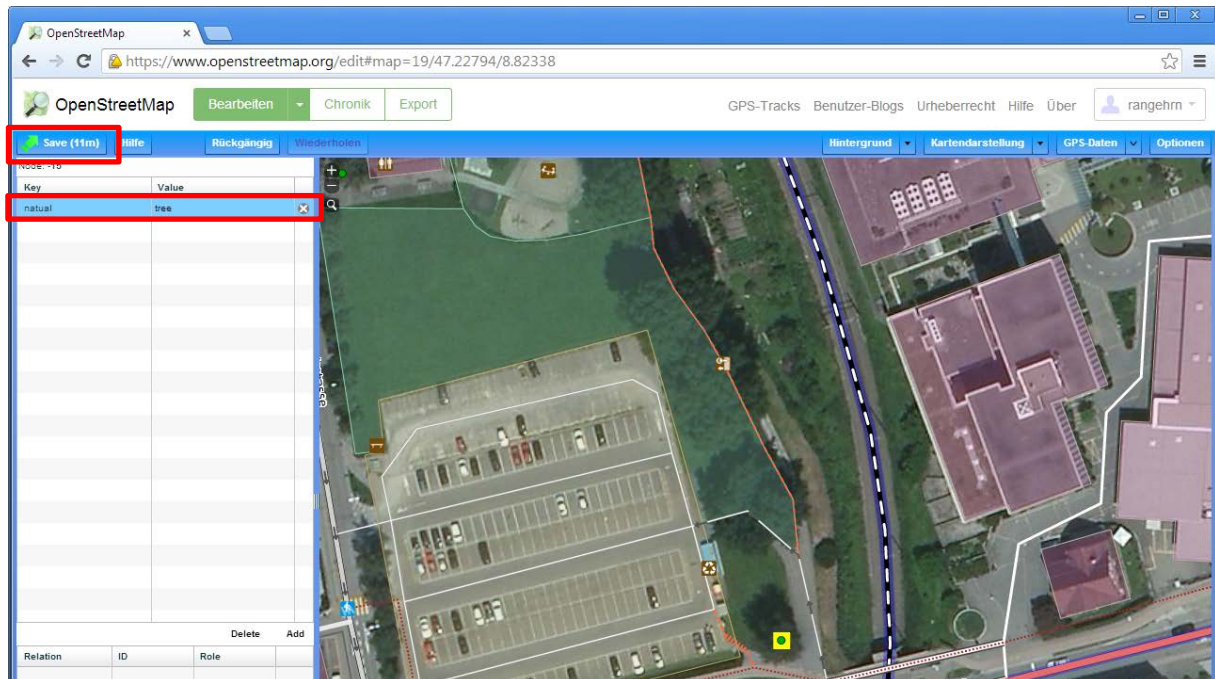 OpenStreetMap
https://www.openstreetmap.org/edit#map=19/47.22794/8.82338
OpenStreetMap Bearbeiten Chronik Export GPS-Tracks Benutzer-Blogs Urheberrecht Hilfe Über rangehrn
Save (11m) Hilfe Rückgängig Wiederholen Hintergrund Kartendarstellung GPS-Daten Optionen
Node: -15
Key Value
natual tree
Delete Add
Relation ID Role